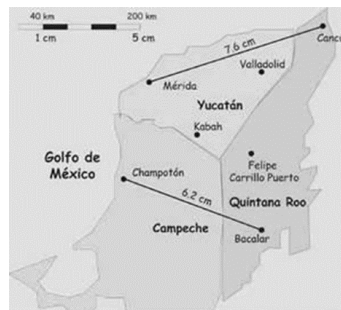 40 km 200 km
1 cm 5 cm
7.6 cm
Cancú
Valladolid
Mérida
Yucatán
Kabah
Golfo de
México
Champotón
Felipe
Carrillo Puerto
6.2 cm
Quintana Roo
Campeche
Bacalar